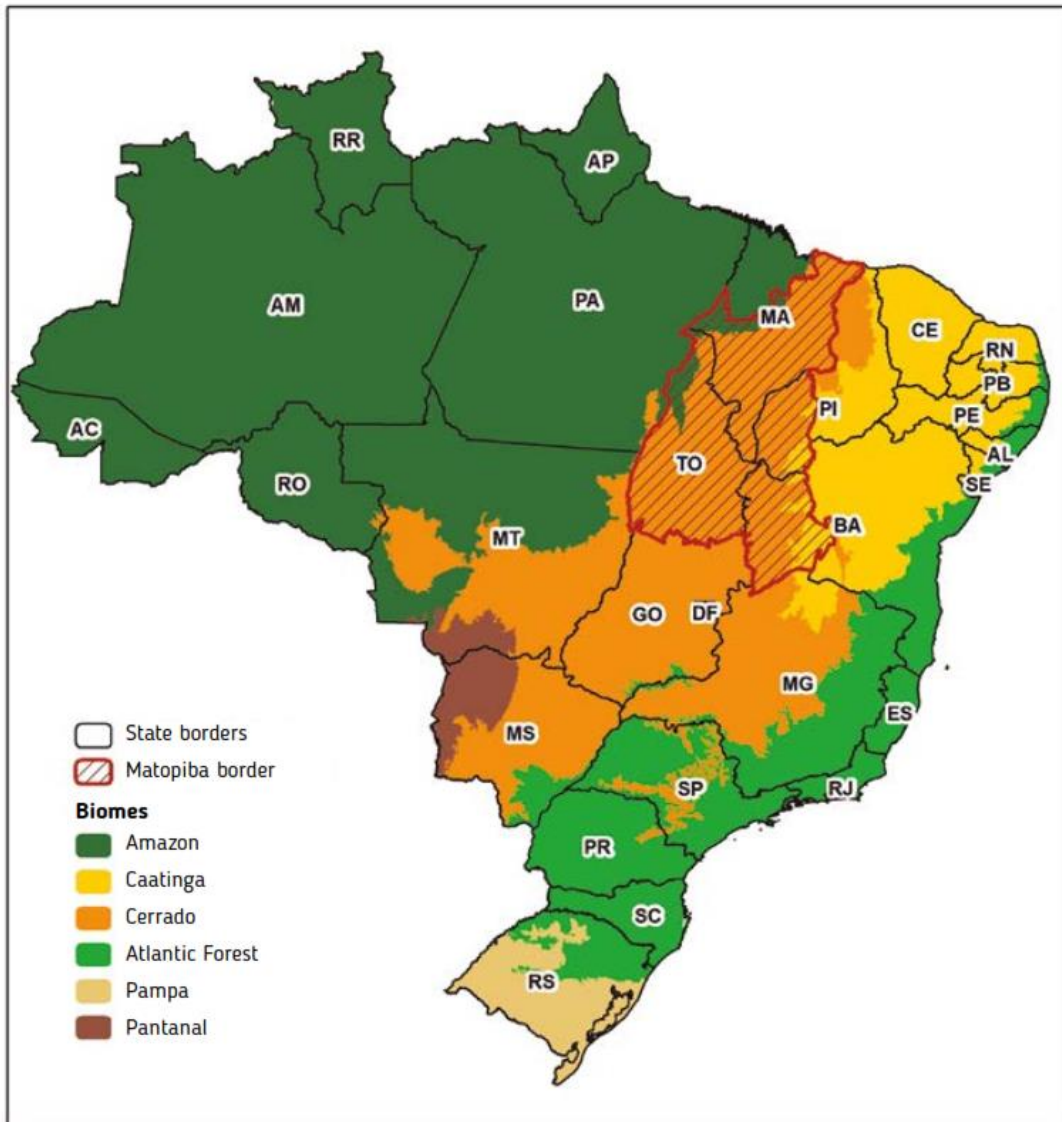 RR
AP
AM
PA
MA
CE
RN
PB
PI
PE
AC
AL
TO
SE
RO
BA
MT
GO
DF
MG
ES
MS
SP
RJ
PR
SC
RS
State borders
Matopiba border
Biomes
Amazon
Caatinga
Cerrado
Atlantic Forest
Pampa
Pantanal